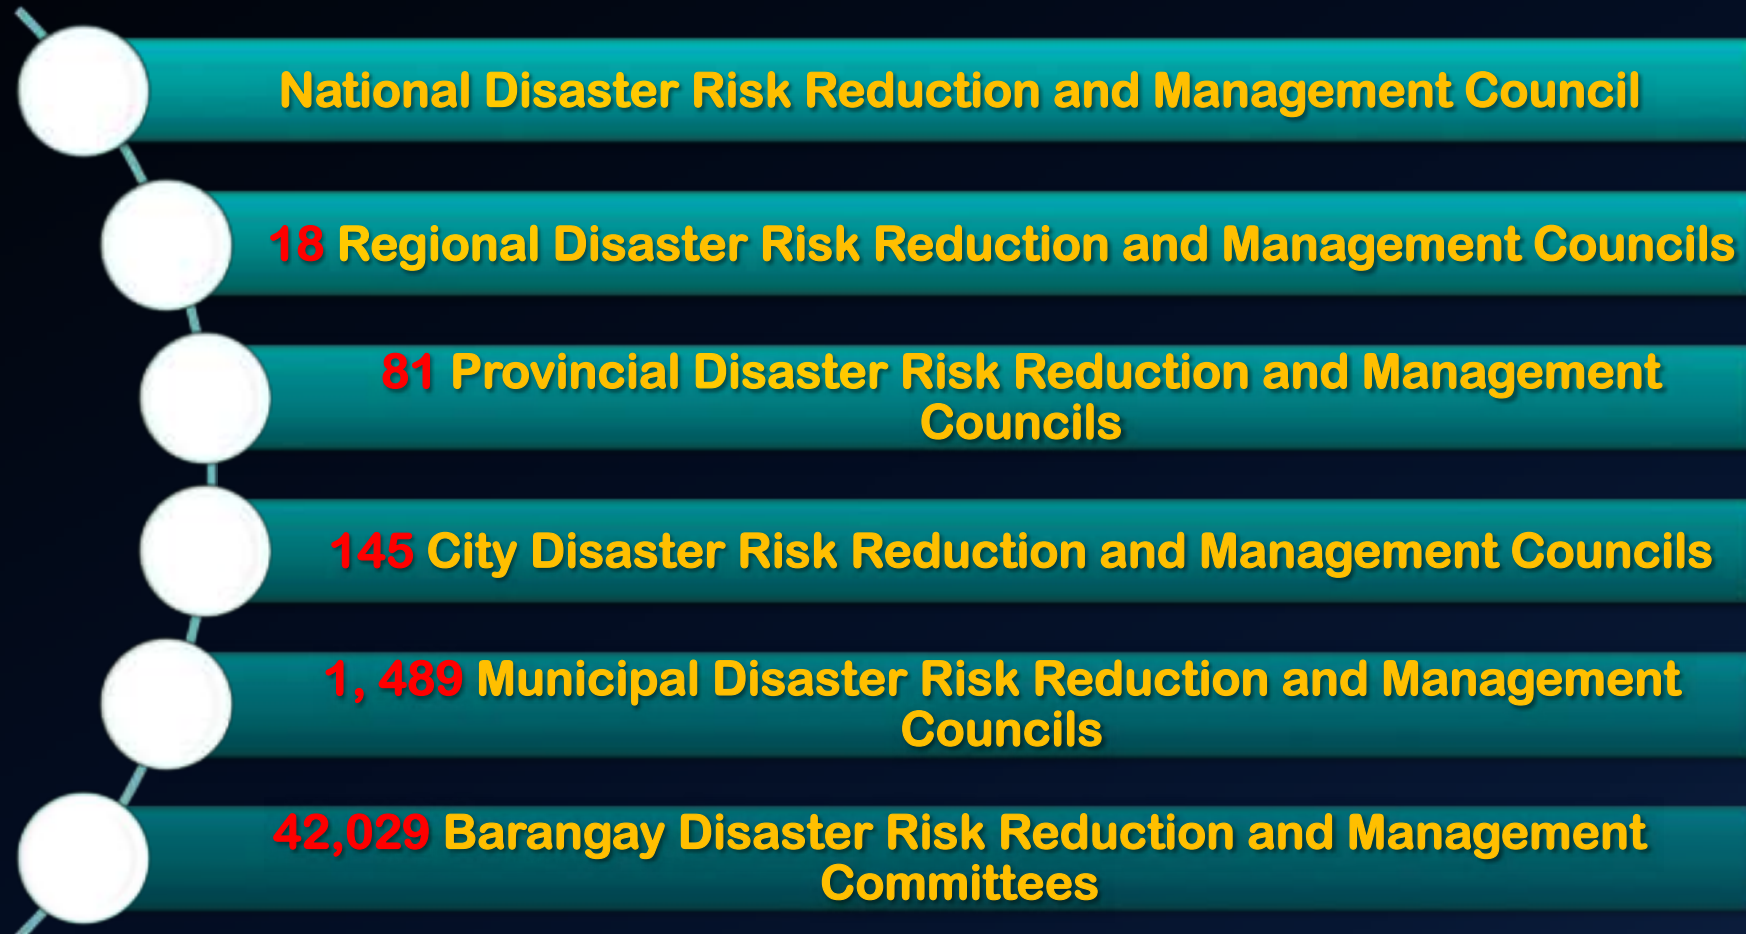 National Disaster Risk Reduction and Management Council
18 Regional Disaster Risk Reduction and Management Councils
81 Provincial Disaster Risk Reduction and Management
Councils
145 City Disaster Risk Reduction and Management Councils
1, 489 Municipal Disaster Risk Reduction and Management
Councils
42,029 Barangay Disaster Risk Reduction and Management
Committees